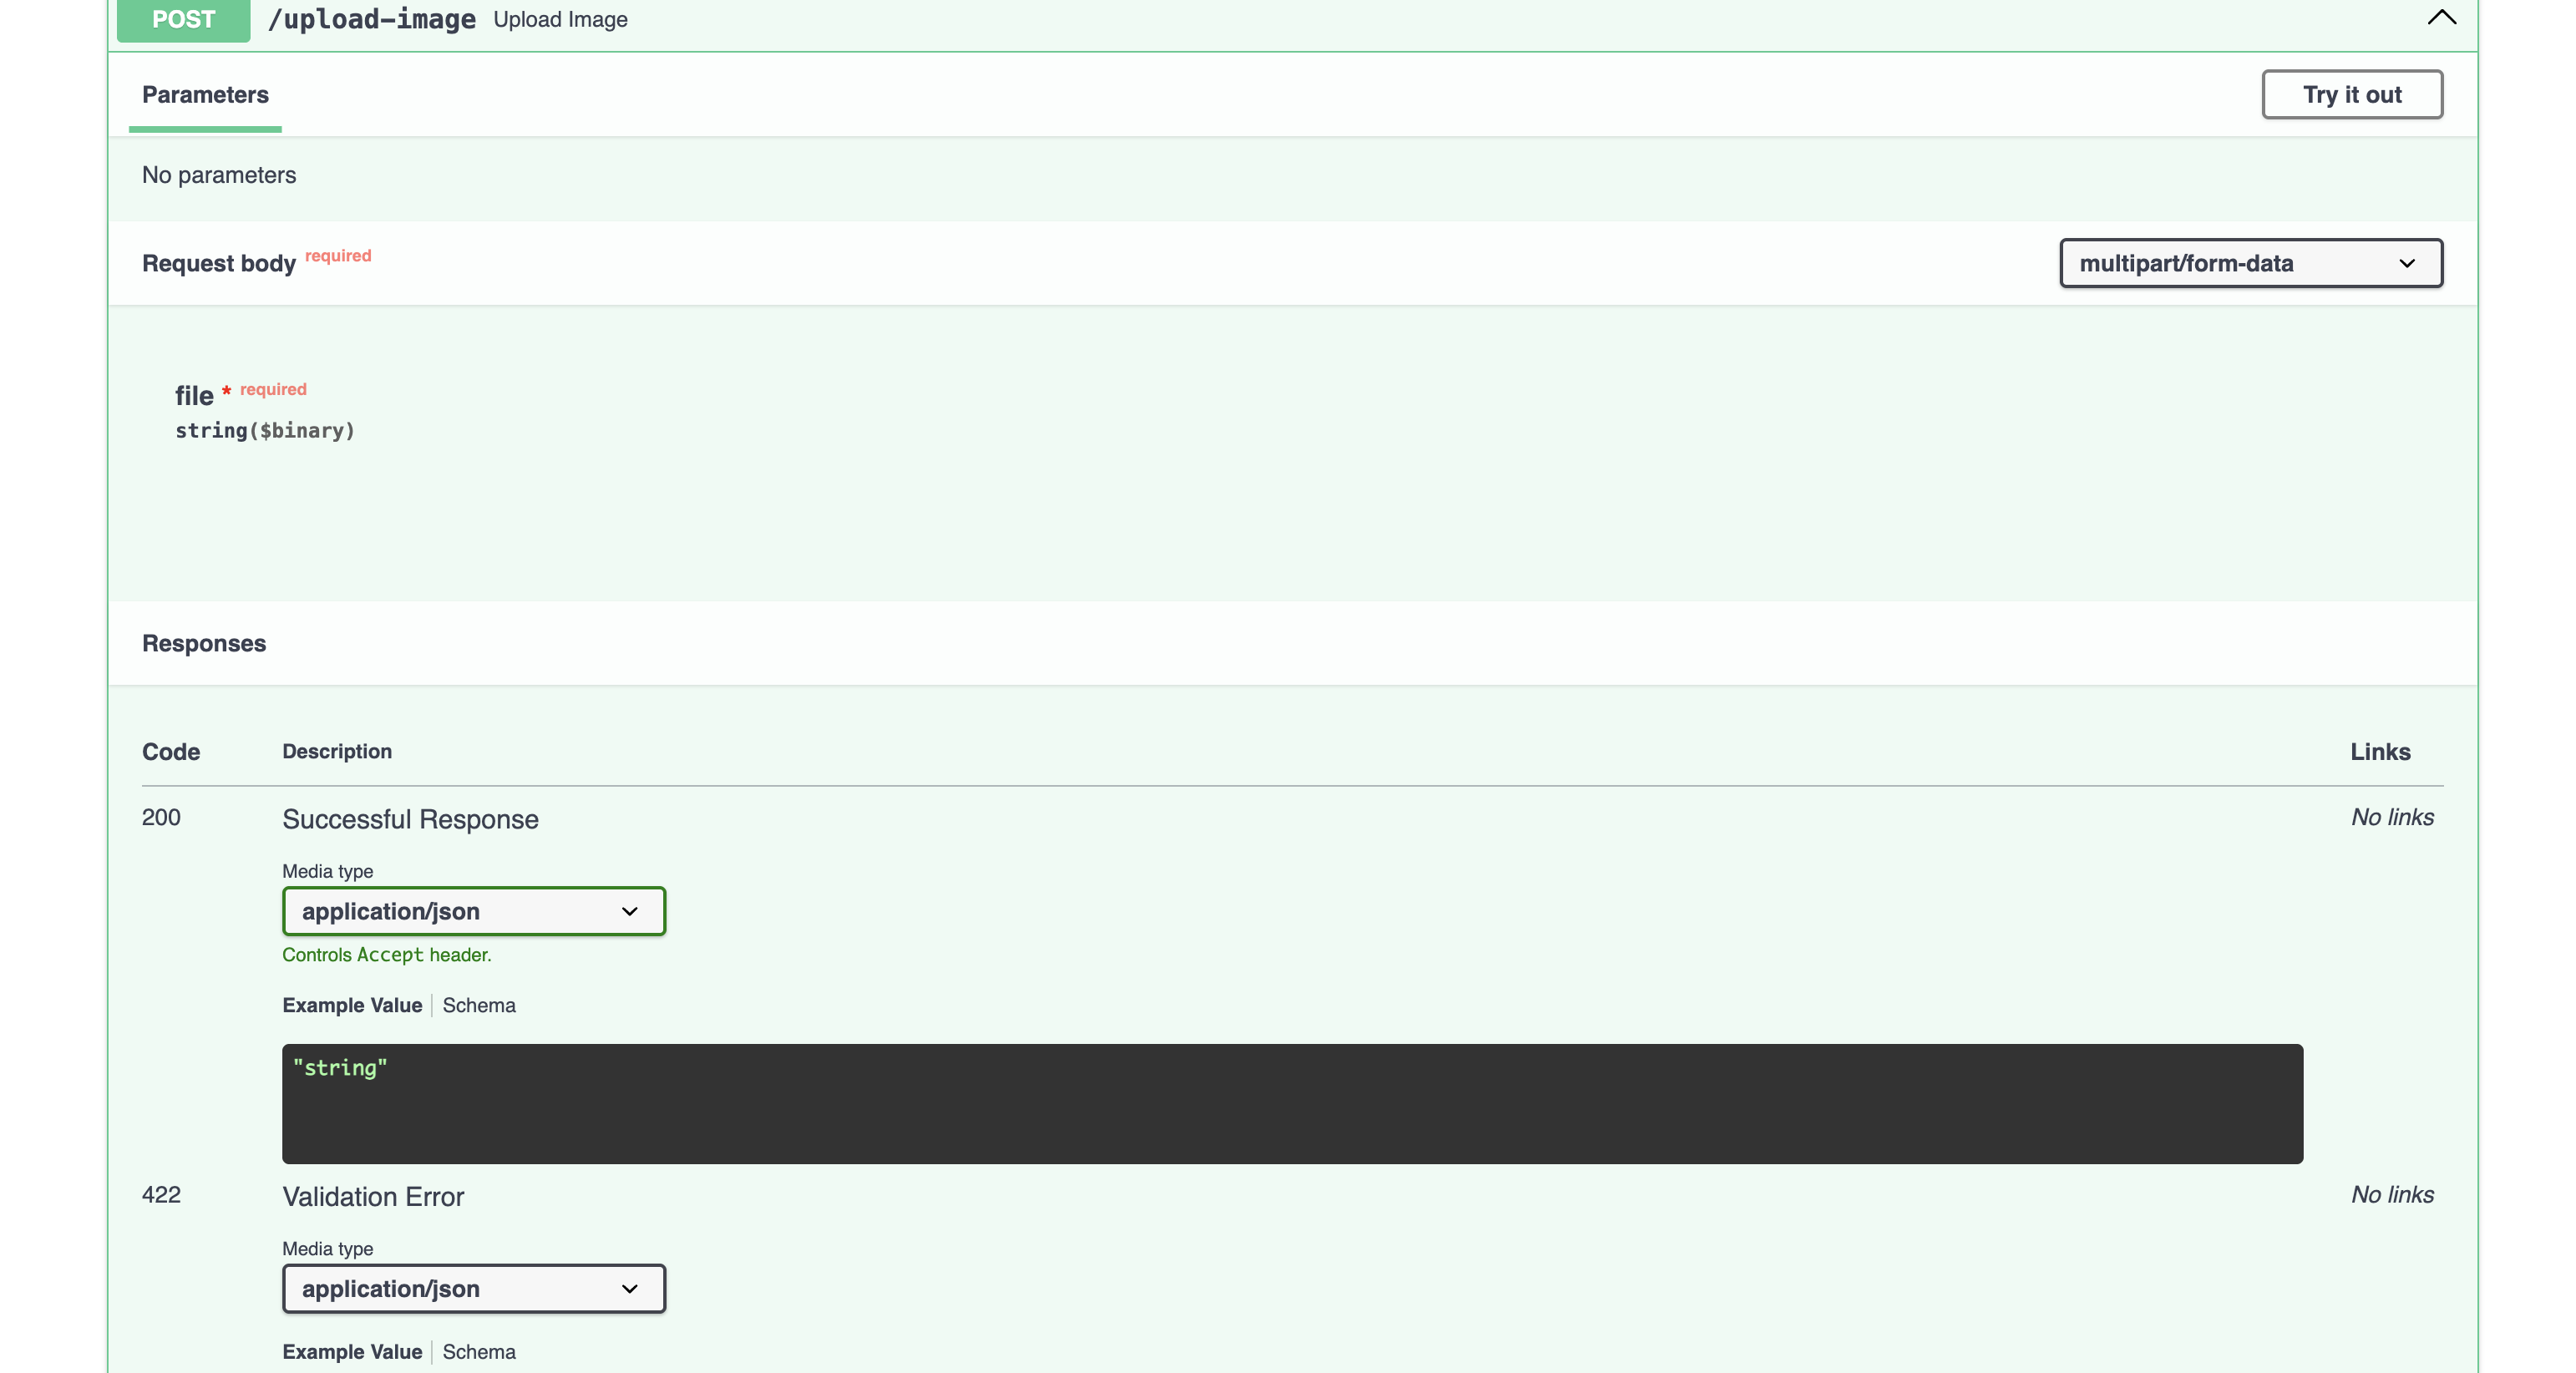 POST /upload-image Upload Image
Parameters
Try it out
No parameters
Request body required
multipart/form-data
file * required
string($binary)
Responses
Code Description Links
200 Successful Response No links
Media type
application/json
Controls Accept header.
Example Value Schema
"string"
422 Validation Error No links
Media type
application/json
Example Value Schema